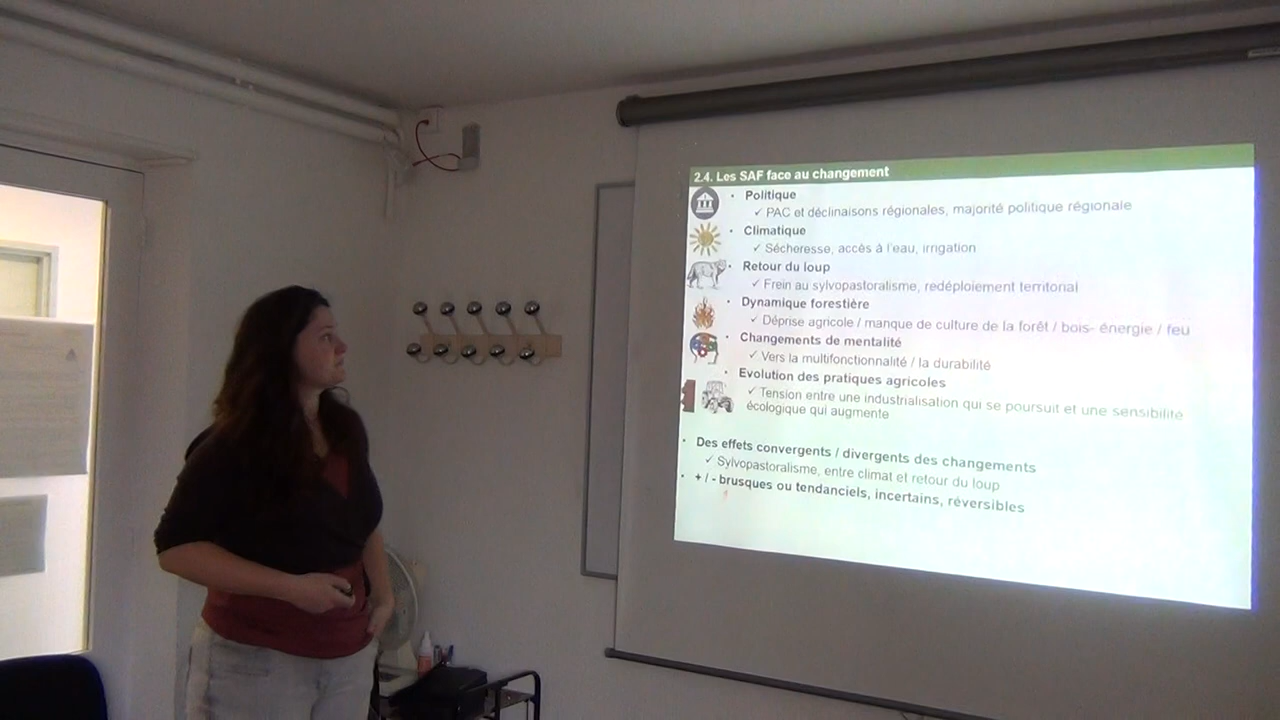 2.4. Les SAF face au changement
• Politique
✓ PAC et déclinaisons régionales, majorité politique régionale
• Climatique
✓ Sécheresse, accès à l'eau, irrigation
• Retour du loup
✓ Frein au sylvopastoralisme, redéploiement territorial
• Dynamique forestière
✓ Déprise agricole / manque de culture de la forêt / bois- énergie / feu
• Changements de mentalité
✓ Vers la multifonctionnalité / la durabilité
• Evolution des pratiques agricoles
✓ Tension entre une industrialisation qui se poursuit et une sensibilité
écologique qui augmente
• Des effets convergents / divergents des changements
✓ Sylvopastoralisme, entre climat et retour du loup
• + / - brusques ou tendanciels, incertains, réversibles